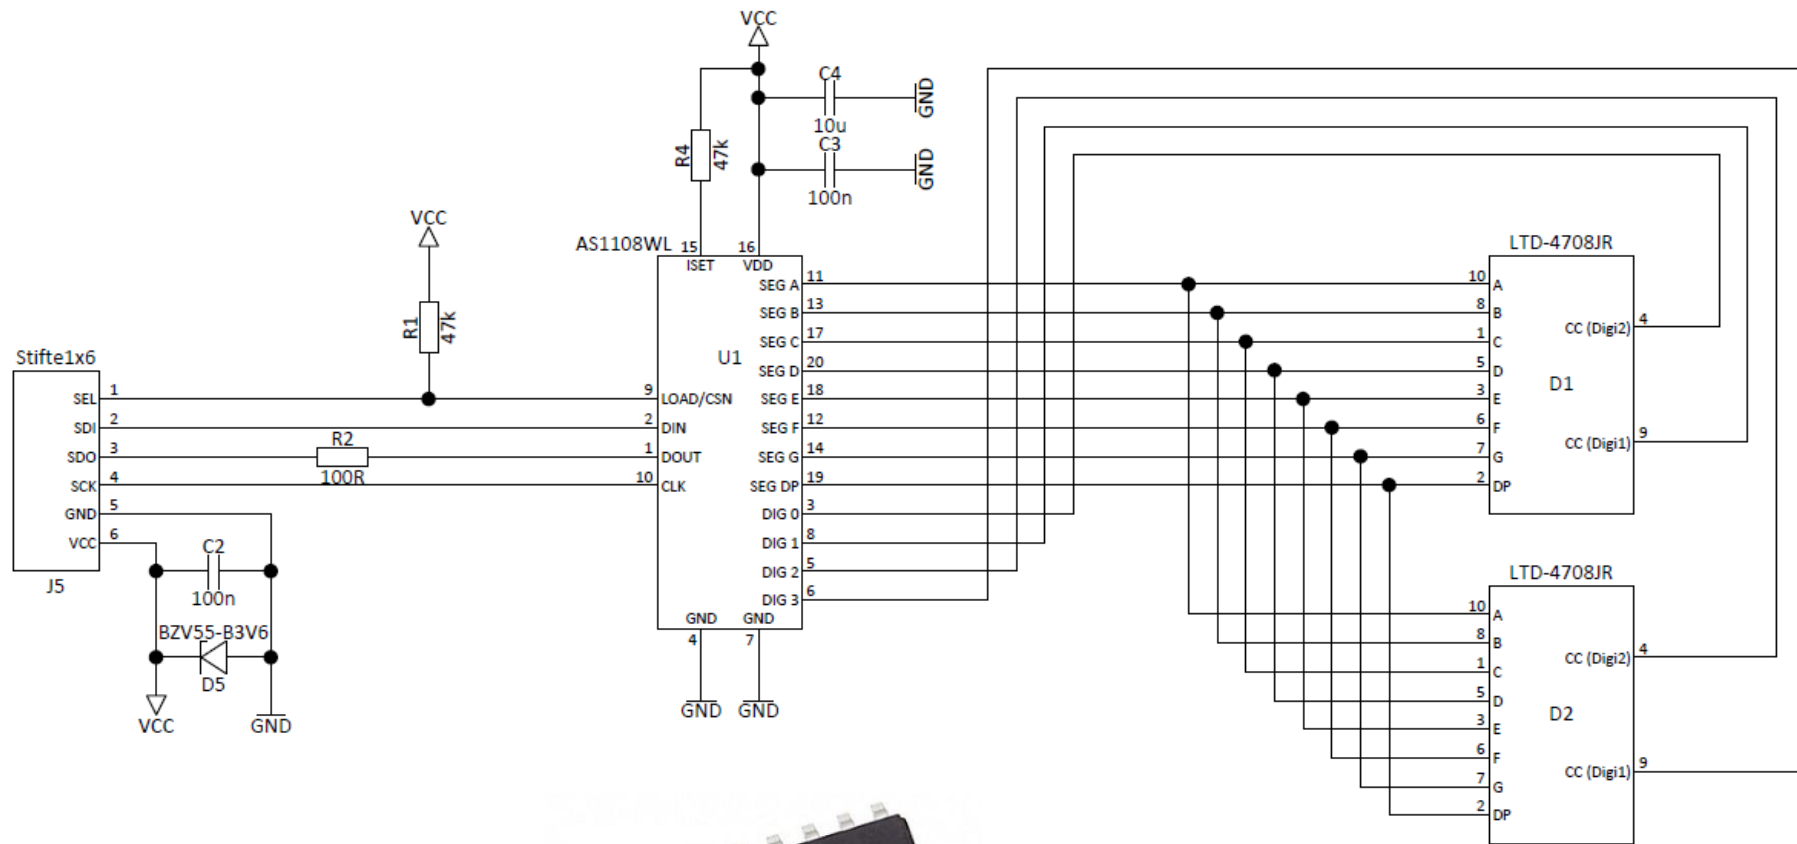 VCC
C4
10u
GND
C3
100n
GND
R4
47k
VCC
R1
47k
AS1108WL
15
16
ISET
VDD
U1
9 LOAD/CSN
2 DIN
1 DOUT
10 CLK
SEG A 11
SEG B 13
SEG C 17
SEG D 20
SEG E 18
SEG F 12
SEG G 14
SEG DP 19
DIG 0 3
DIG 1 8
DIG 2 5
DIG 3 6
GND
GND
4
7
GND
GND
Stifte1x6
SEL 1
SDI 2
SDO 3
SCK 4
GND 5
VCC 6
J5
R2
100R
C2
100n
BZV55-B3V6
D5
VCC
GND
LTD-4708JR
10 A
8 B
1 C
5 D
3 E
6 F
7 G
2 DP
CC (Digi2) 4
D1
CC (Digi1) 9
LTD-4708JR
10 A
8 B
1 C
5 D
3 E
6 F
7 G
2 DP
CC (Digi2) 4
D2
CC (Digi1) 9